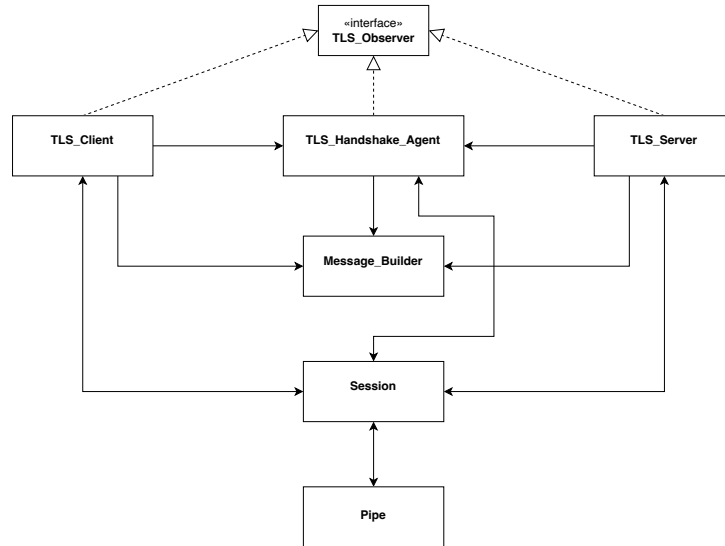 «interface»
TLS_Observer
TLS_Client
TLS_Handshake_Agent
TLS_Server
Message_Builder
Session
Pipe